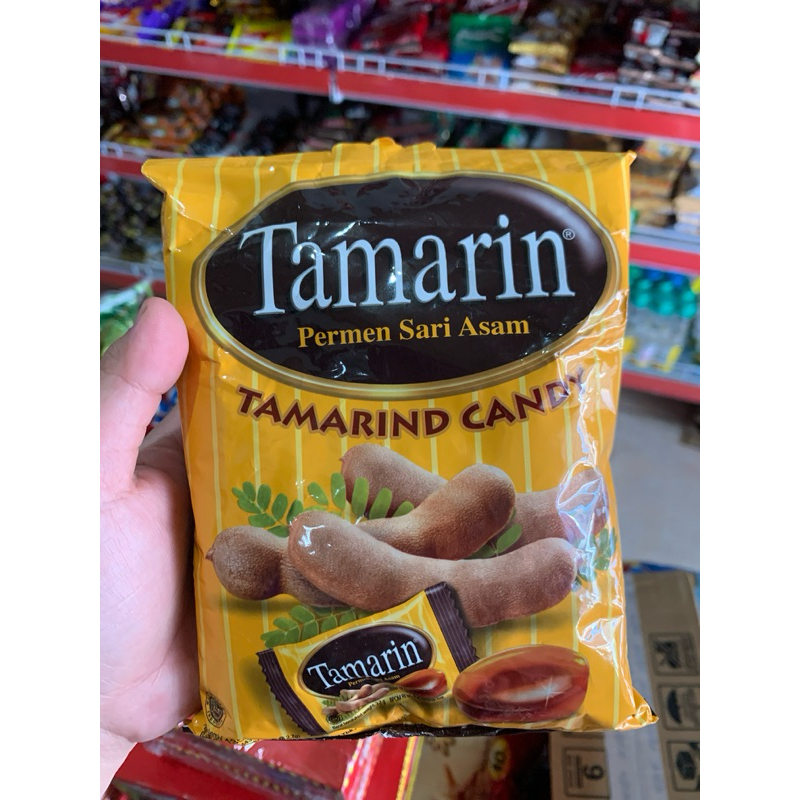 Tamarin®
Permen Sari Asam
TAMARIND CANDY
Tamarin
Permen Sari Asam